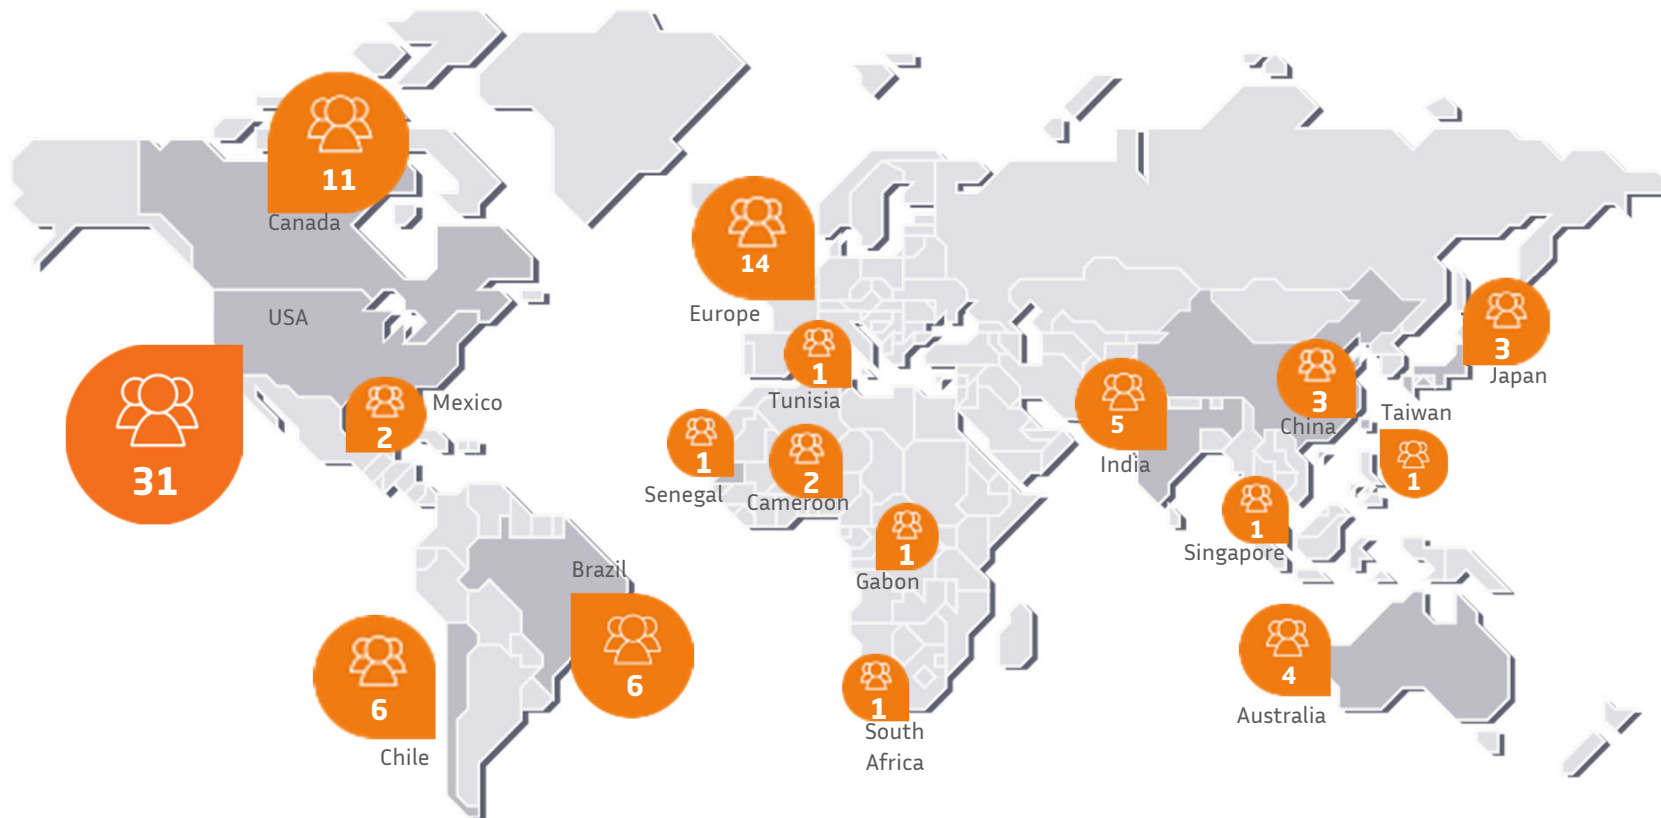 11
Canada
USA
31
2
Mexico
6
Chile
Brazil
6
14
Europe
1
Tunisia
1
Senegal
2
Cameroon
1
Gabon
1
South
Africa
5
India
3
China
3
Japan
Taiwan
1
1
Singapore
4
Australia